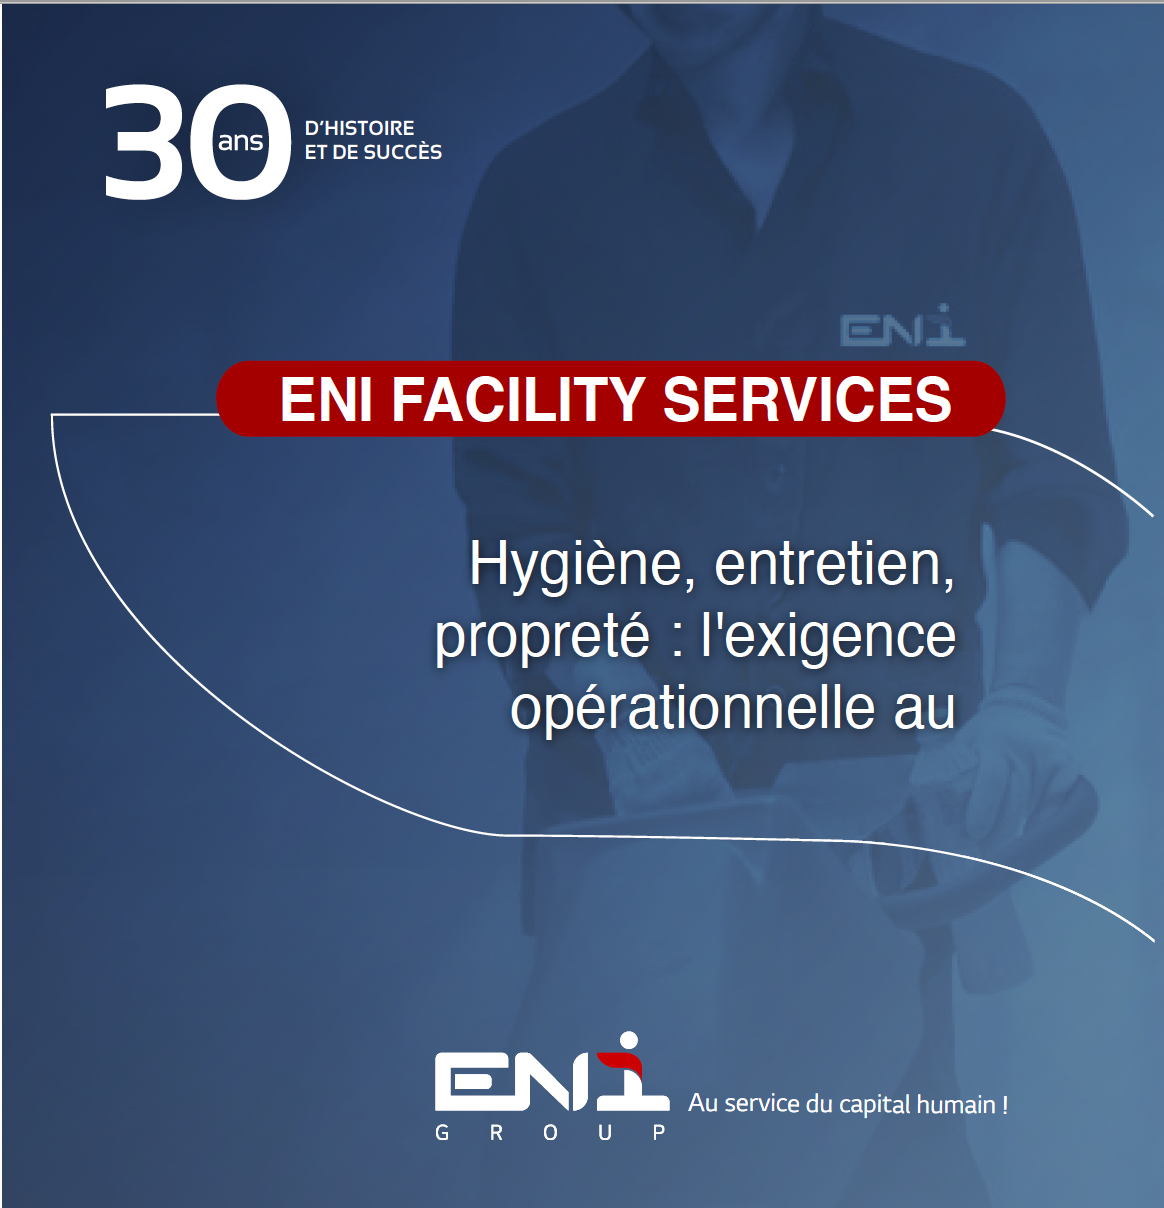 30 ans
D'HISTOIRE
ET DE SUCCÈS
ENI
ENI FACILITY SERVICES
Hygiène, entretien,
propreté : l'exigence
opérationnelle au
ENI
GROUP
Au service du capital humain !